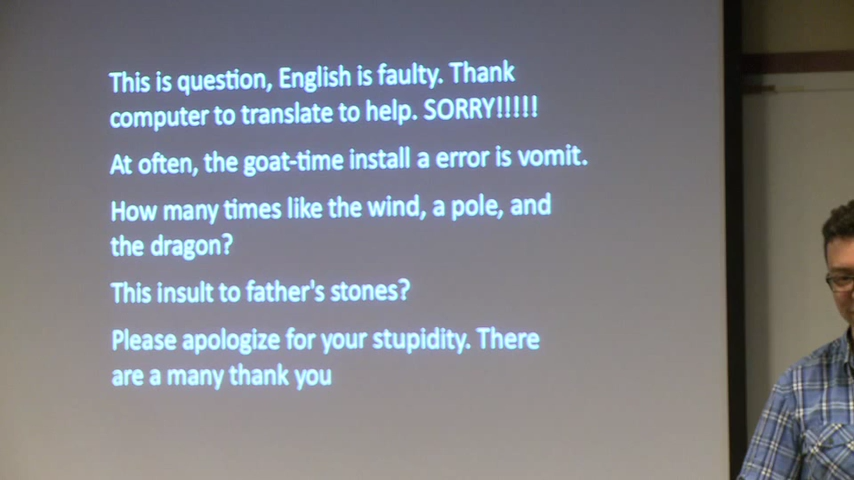 This is question, English is faulty. Thank
computer to translate to help. SORRY!!!!!
At often, the goat-time install a error is vomit.
How many times like the wind, a pole, and
the dragon?
This insult to father's stones?
Please apologize for your stupidity. There
are a many thank you